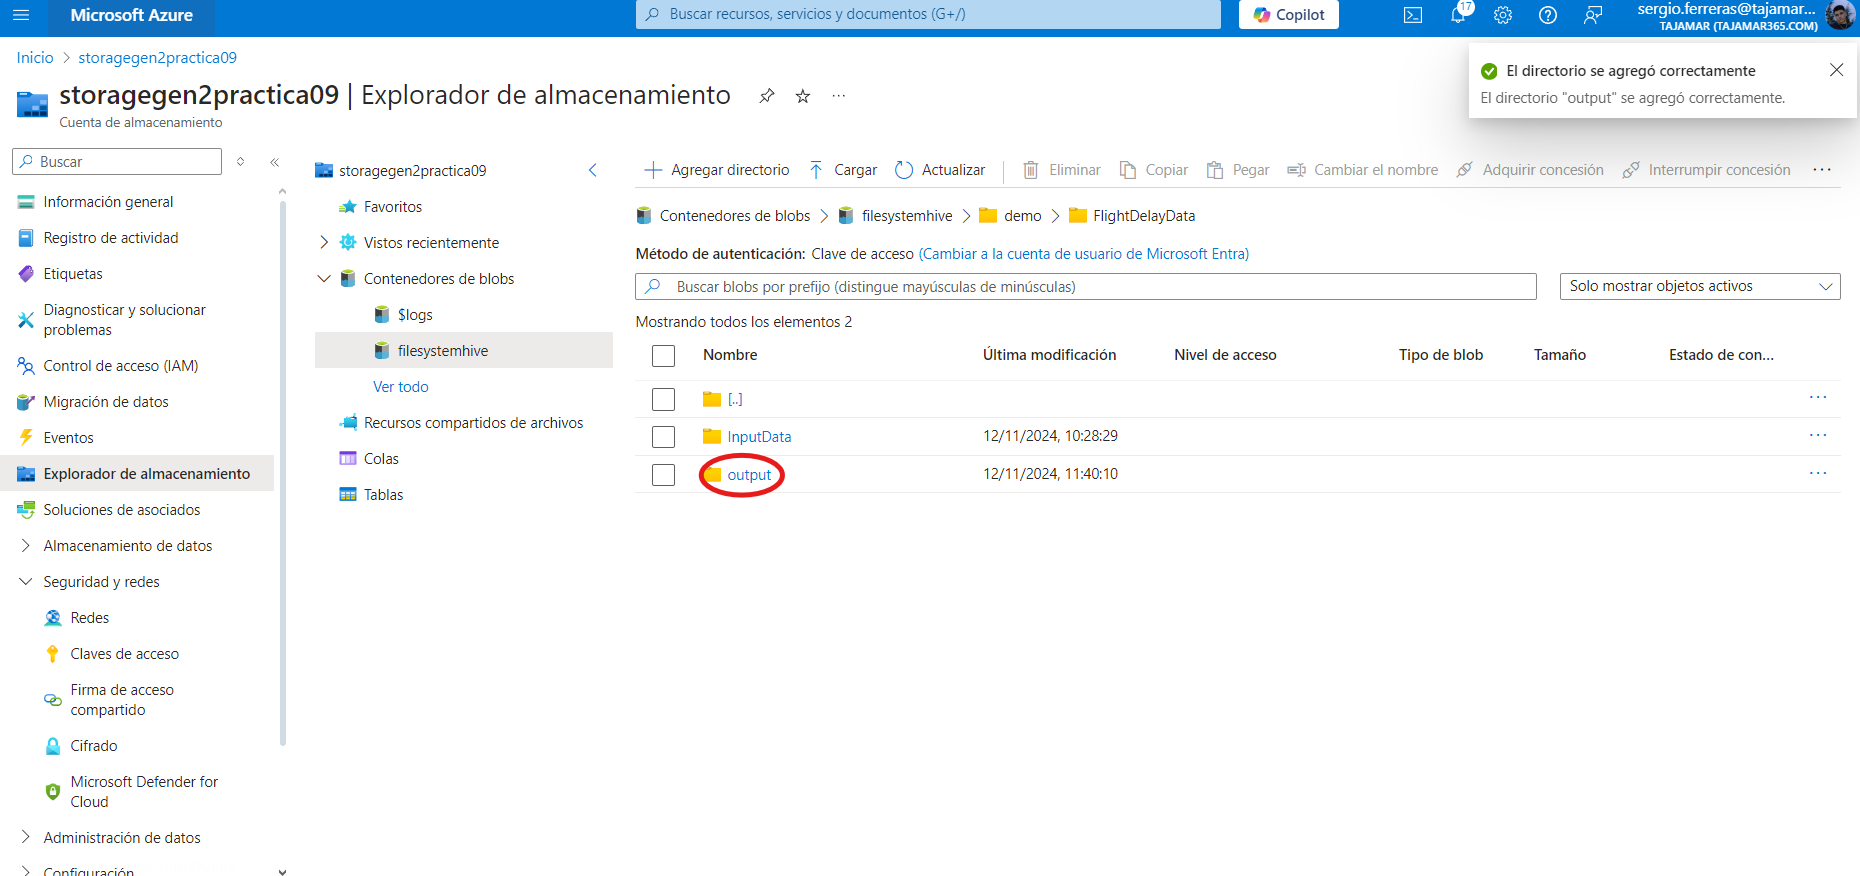 Microsoft Azure
Buscar recursos, servicios y documentos (G+/)
Copilot
17
sergio.ferreras@tajamar...
TAJAMAR (TAJAMAR365.COM)
Inicio > storagegen2practica09
El directorio se agregó correctamente
El directorio "output" se agregó correctamente.
storagegen2practica09 | Explorador de almacenamiento
Cuenta de almacenamiento
Buscar
Información general
Registro de actividad
Etiquetas
Diagnosticar y solucionar
problemas
Control de acceso (IAM)
Migración de datos
Eventos
Explorador de almacenamiento
Soluciones de asociados
Almacenamiento de datos
Seguridad y redes
Redes
Claves de acceso
Firma de acceso
compartido
Cifrado
Microsoft Defender for
Cloud
Administración de datos
Configuración
storagegen2practica09
Favoritos
Vistos recientemente
Contenedores de blobs
$logs
filesystemhive
Ver todo
Recursos compartidos de archivos
Colas
Tablas
Agregar directorio Cargar Actualizar Eliminar Copiar Pegar Cambiar el nombre Adquirir concesión Interrumpir concesión
Contenedores de blobs > filesystemhive > demo > FlightDelayData
Método de autenticación: Clave de acceso (Cambiar a la cuenta de usuario de Microsoft Entra)
Buscar blobs por prefijo (distingue mayúsculas de minúsculas)
Solo mostrar objetos activos
Mostrando todos los elementos 2
Nombre Última modificación Nivel de acceso Tipo de blob Tamaño Estado de con...
[..]
InputData 12/11/2024, 10:28:29
output 12/11/2024, 11:40:10